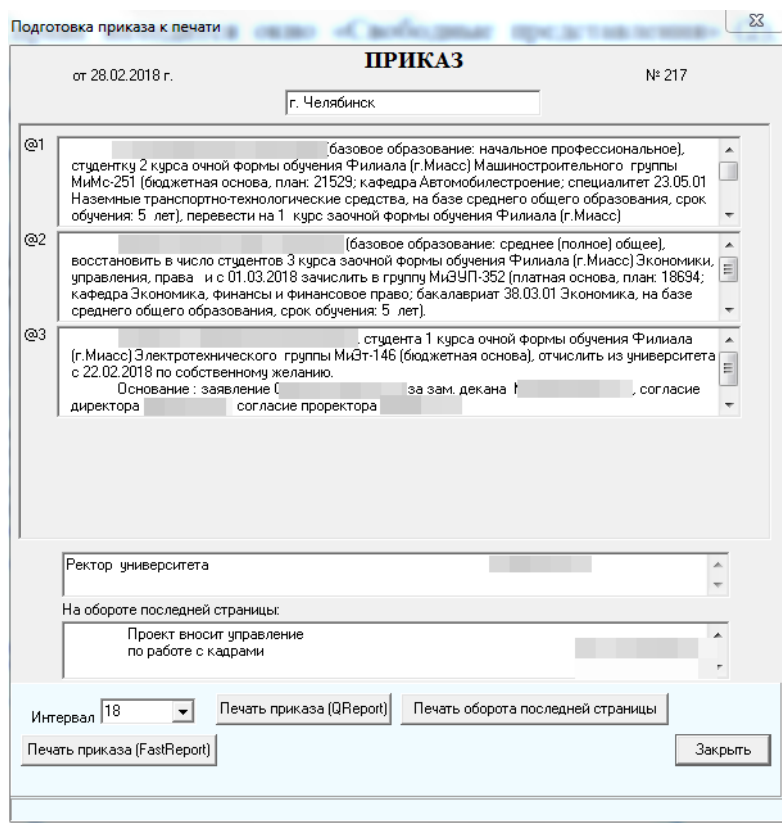 Подготовка приказа к печати
ПРИКАЗ
от 28.02.2018 г.
№ 217
г. Челябинск
@1
(базовое образование: начальное профессиональное),
студентку 2 курса очной формы обучения Филиала (г.Миасс) Машиностроительного группы
МиМс-251 (бюджетная основа, план: 21529; кафедра Автомобилестроение; специалитет 23.05.01
Наземные транспортно-технологические средства, на базе среднего общего образования, срок
обучения: 5 лет), перевести на 1 курс заочной формы обучения Филиала (г.Миасс)
@2
(базовое образование: среднее (полное) общее),
восстановить в число студентов 3 курса заочной формы обучения Филиала (г.Миасс) Экономики,
управления, права и с 01.03.2018 зачислить в группу МиЭУП-352 (платная основа, план: 18694;
кафедра Экономика, финансы и финансовое право; бакалавриат 38.03.01 Экономика, на базе
среднего общего образования, срок обучения: 5 лет).
@3
, студента 1 курса очной формы обучения Филиала
(г.Миасс) Электротехнического группы МиЭт-146 (бюджетная основа), отчислить из университета
с 22.02.2018 по собственному желанию.
Основание : заявление за зам. декана , согласие
директора согласие проректора
Ректор университета
На обороте последней страницы:
Проект вносит управление
по работе с кадрами
Интервал 18
Печать приказа (QReport)
Печать оборота последней страницы
Печать приказа (FastReport)
Закрыть